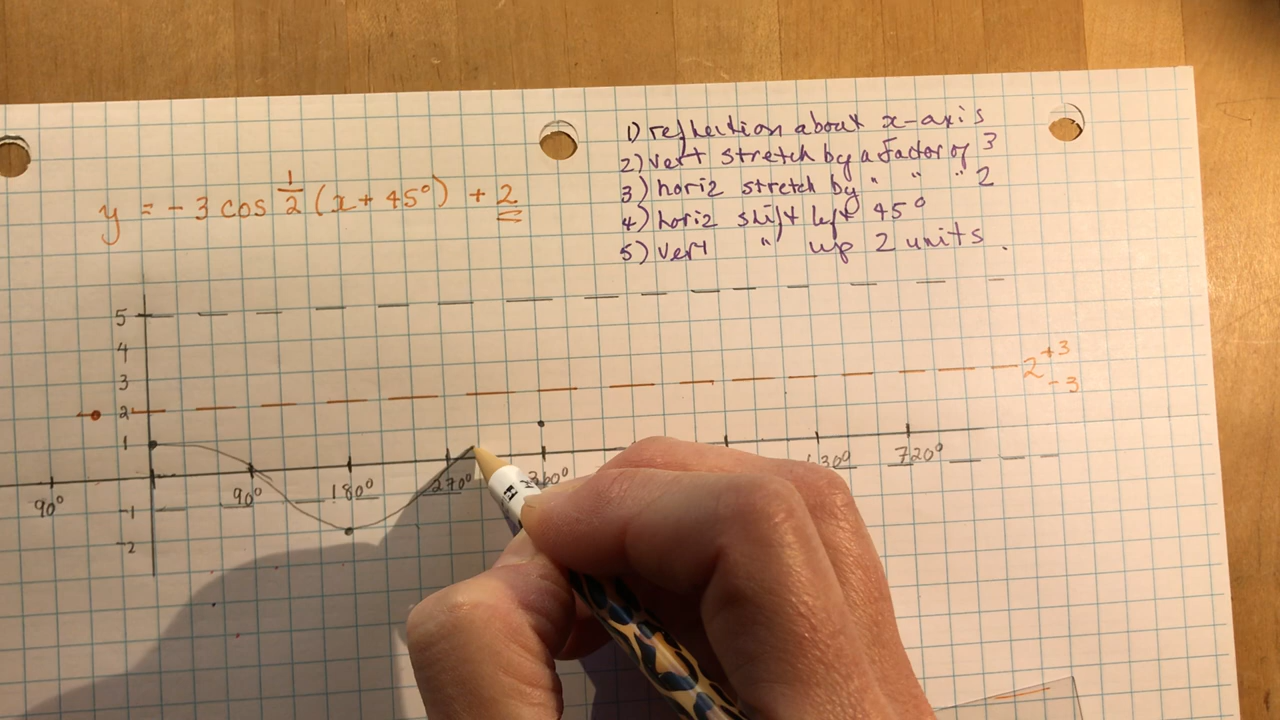 1) reflection about x-axis
2) vert stretch by a factor of 3
3) horiz stretch by " " " 2
4) horiz shift left 45°
5) vert " up 2 units.
y = -3 cos 1/2 (x + 45°) + 2
5
4
3
2
1
-1
-2
2 +3 -3
90° 90° 180° 270° 360° 720°
H